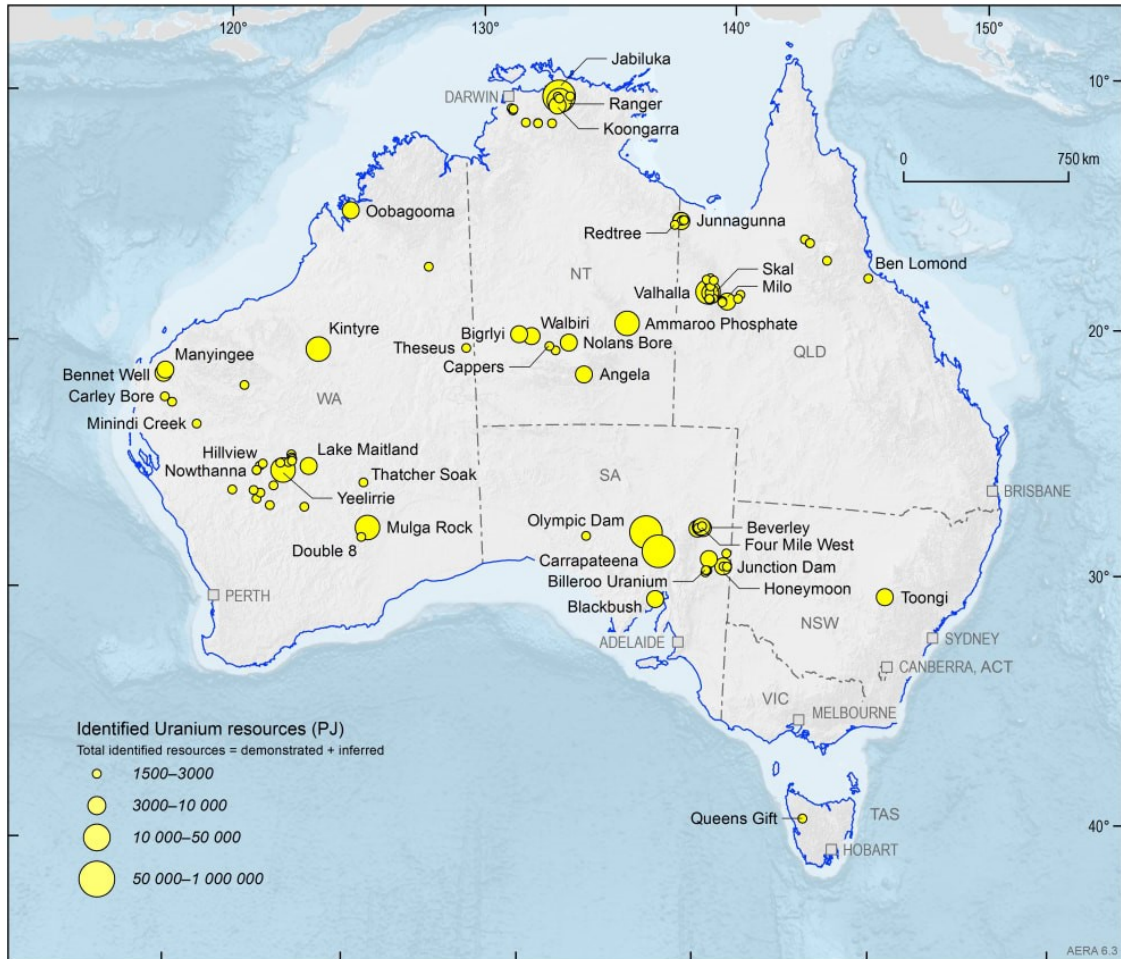 120°
130°
140°
150°
Jabiluka
10°
DARWIN
Ranger
Koongarra
0
750 km
Oobagooma
Junnagunna
Redtree
NT
Skal
Ben Lomond
Valhalla
Milo
Kintyre
Walbiri
Ammaroo Phosphate
20°
Bigrlyi
Manyingee
Theseus
Nolans Bore
QLD
Bennet Well
Cappers
Angela
Carley Bore
WA
Minindi Creek
Hillview
Lake Maitland
Nowthanna
Thatcher Soak
SA
Yeelirrie
BRISBANE
Olympic Dam
Mulga Rock
Beverley
Double 8
Four Mile West
Carrapateena
Junction Dam
Billeroo Uranium
30°
Honeymoon
PERTH
Blackbush
Toongi
NSW
ADELAIDE
SYDNEY
CANBERRA, ACT
VIC
MELBOURNE
Identified Uranium resources (PJ)
Total identified resources = demonstrated + inferred
1500–3000
3000–10 000
10 000–50 000
50 000–1 000 000
Queens Gift
TAS
40°
HOBART
AERA 6.3